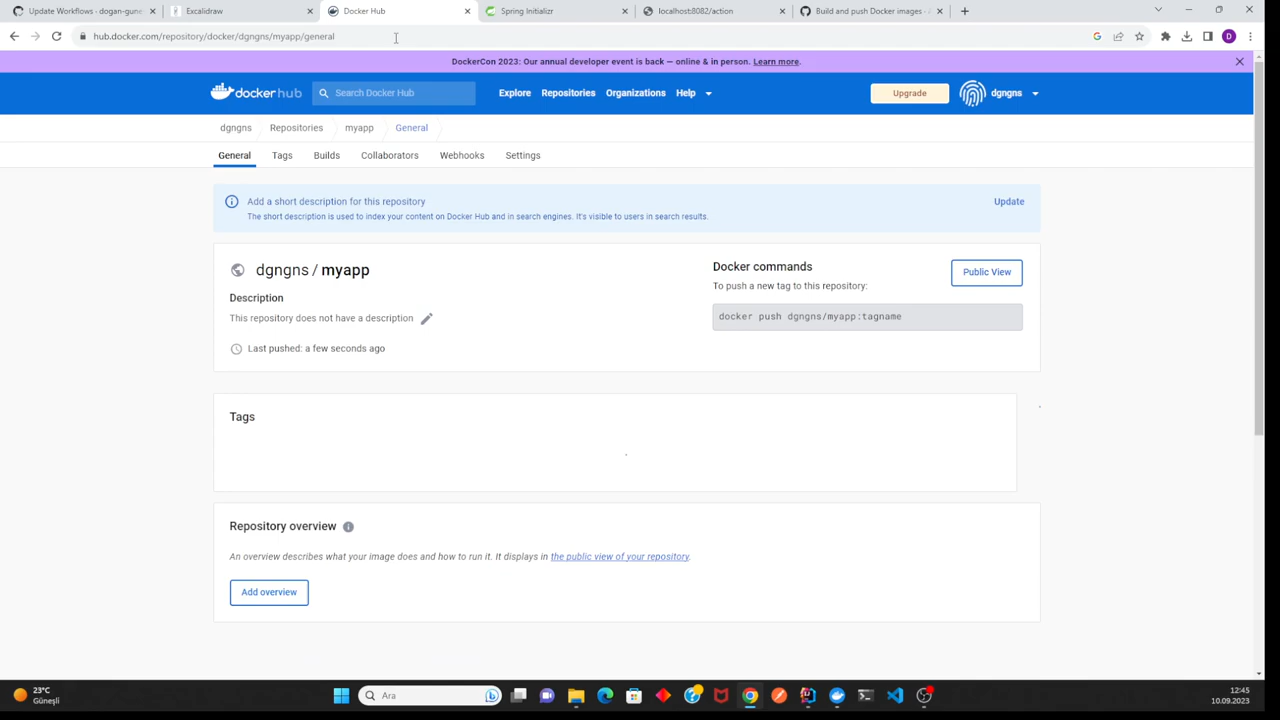 Update Workflows - dogan-gune
Excalidraw
Docker Hub
Spring Initializr
localhost:8082/action
Build and push Docker images - A
hub.docker.com/repository/docker/dgngns/myapp/general
DockerCon 2023: Our annual developer event is back — online & in person. Learn more.
dockerhub
Search Docker Hub
Explore
Repositories
Organizations
Help
Upgrade
dgngns
dgngns
Repositories
myapp
General
General
Tags
Builds
Collaborators
Webhooks
Settings
Add a short description for this repository
Update
The short description is used to index your content on Docker Hub and in search engines. It's visible to users in search results.
dgngns / myapp
Docker commands
Public View
To push a new tag to this repository:
Description
This repository does not have a description
docker push dgngns/myapp:tagname
Last pushed: a few seconds ago
Tags
Repository overview
An overview describes what your image does and how to run it. It displays in the public view of your repository.
Add overview
23°C
Güneşli
Ara
12:45
10.09.2023